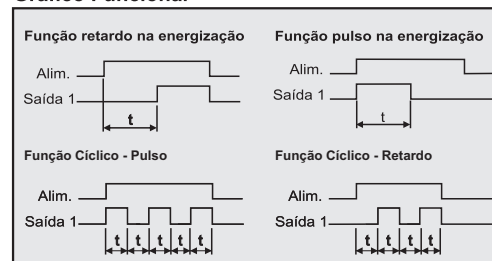 Gráfico Funcional
Função retardo na energização
Alim.
Saída 1
t
Função pulso na energização
Alim.
Saída 1
t
Função Cíclico - Pulso
Alim.
Saída 1
t t t t t
Função Cíclico - Retardo
Alim.
Saída 1
t t t t